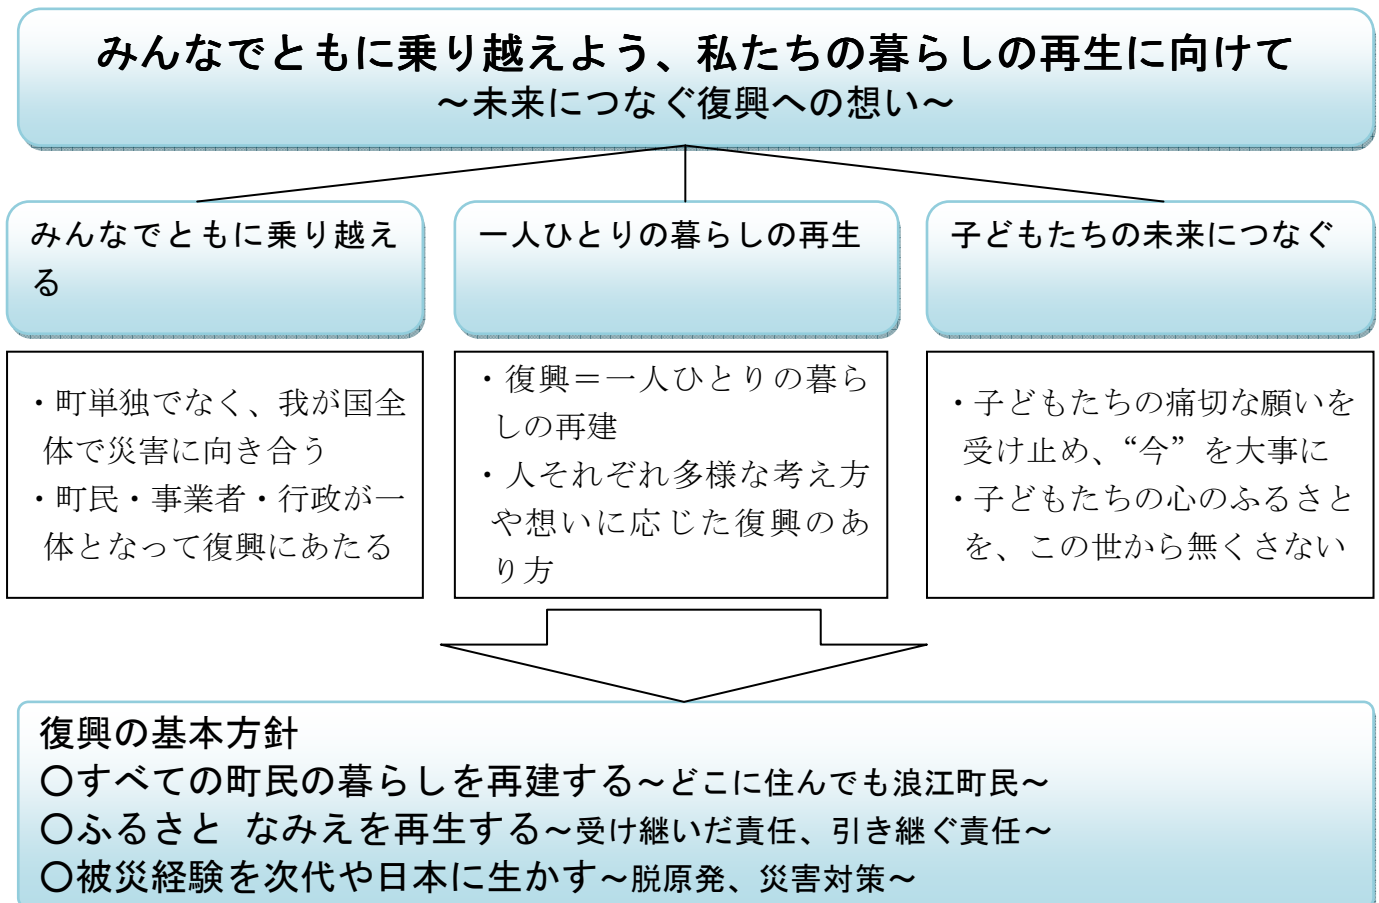 みんなでともに乗り越えよう、私たちの暮らしの再生に向けて
~未来につなぐ復興への想い~
みんなでともに乗り越え
る
一人ひとりの暮らしの再生
子どもたちの未来につなぐ
・町単独でなく、我が国全
体で災害に向き合う
・町民・事業者・行政が一
体となって復興にあたる
・復興＝一人ひとりの暮ら
しの再建
・人それぞれ多様な考え方
や想いに応じた復興のあ
り方
・子どもたちの痛切な願いを
受け止め、“今”を大事に
・子どもたちの心のふるさと
を、この世から無くさない
復興の基本方針
○すべての町民の暮らしを再建する~どこに住んでも浪江町民~
○ふるさと なみえを再生する~受け継いだ責任、引き継ぐ責任~
○被災経験を次代や日本に生かす~脱原発、災害対策~